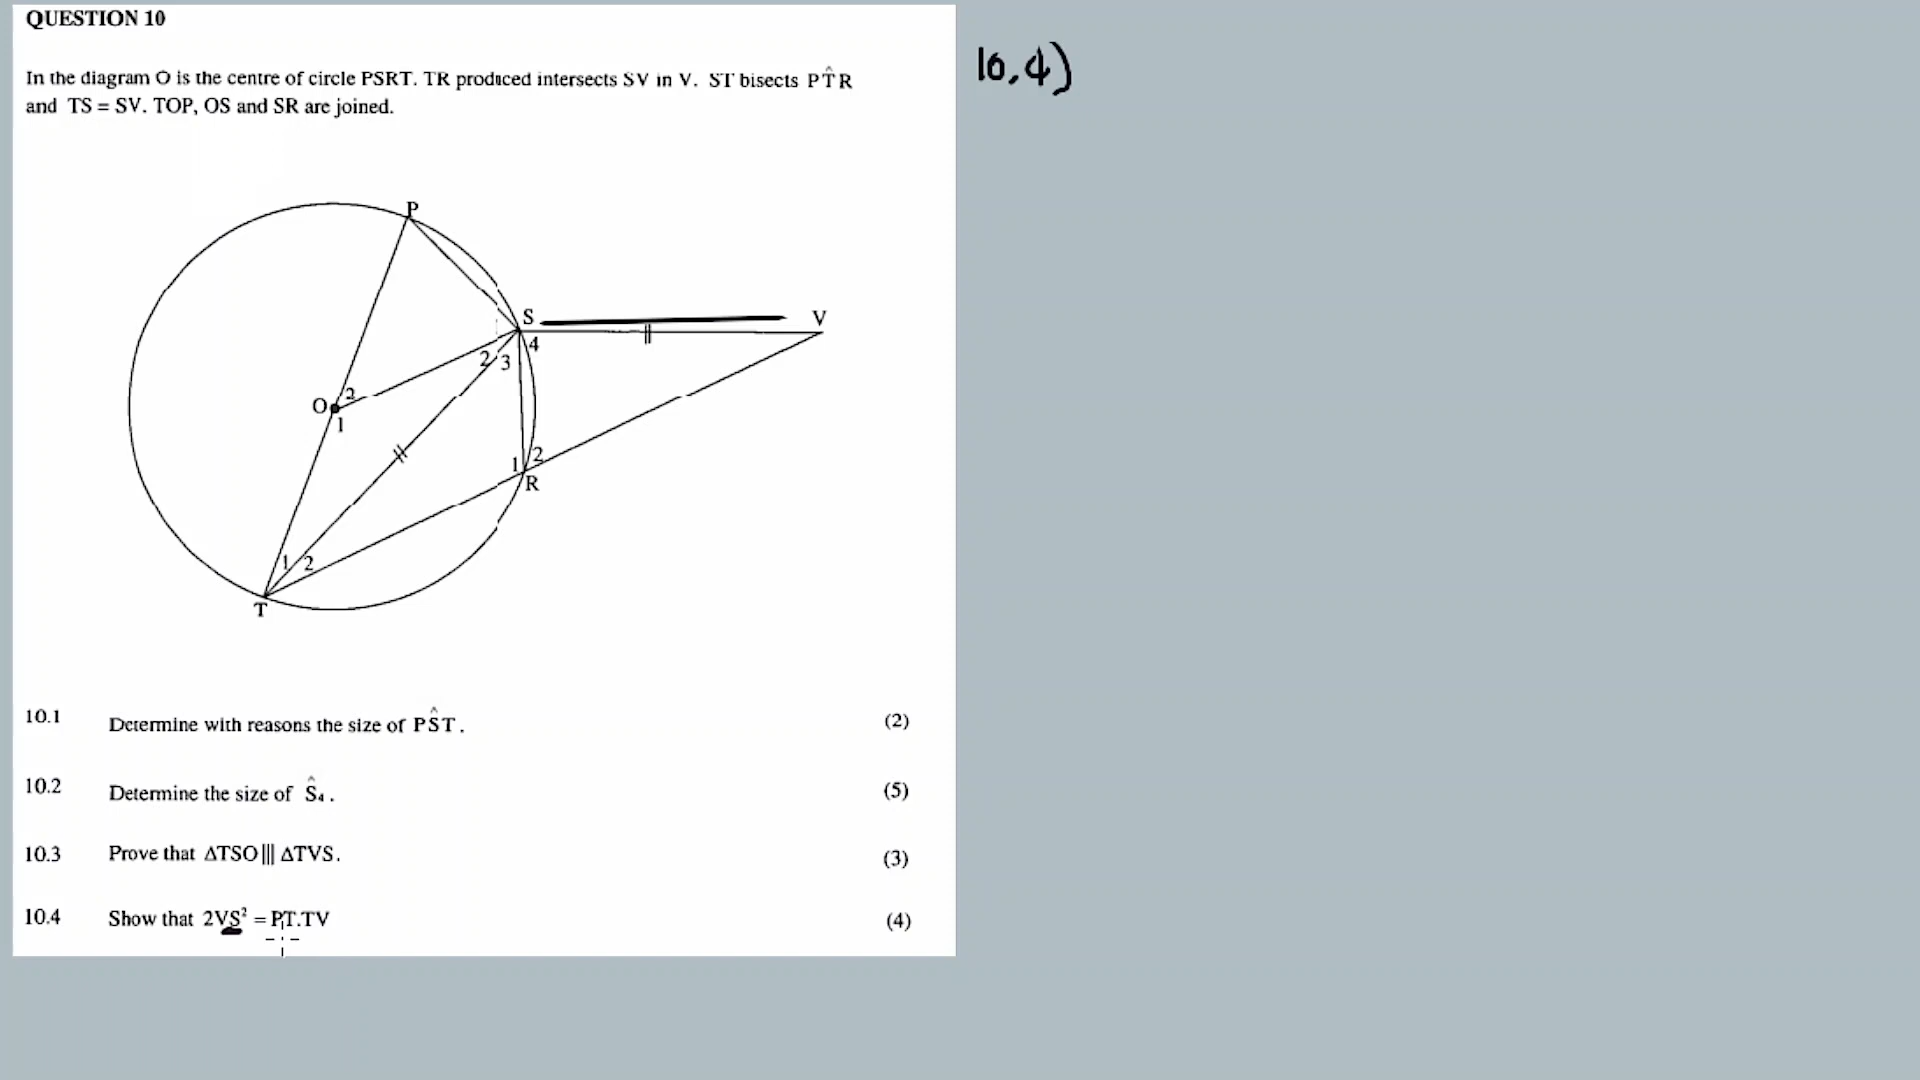 QUESTION 10
10,4)
In the diagram O is the centre of circle PSRT. TR produced intersects SV in V. ST bisects PT̂R
and TS = SV. TOP, OS and SR are joined.
P
S
V
4
2
3
O
2
1
1
2
R
1
2
T
10.1 Determine with reasons the size of PŜT. (2)
10.2 Determine the size of Ŝ₄. (5)
10.3 Prove that ΔTSO ||| ΔTVS. (3)
10.4 Show that 2VS² = PT.TV (4)